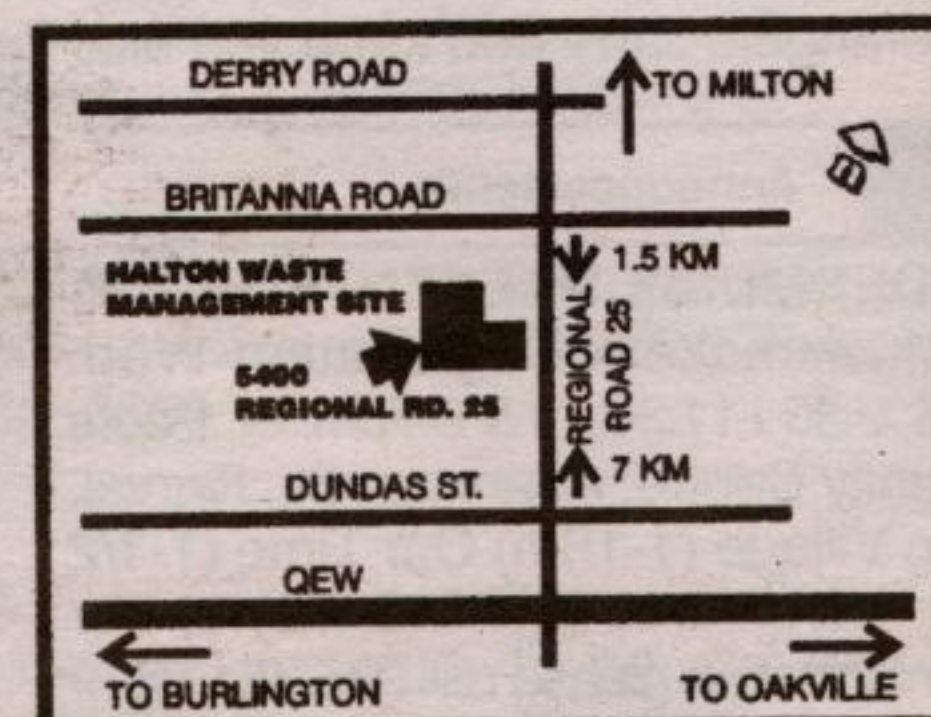 DERRY ROAD
TO MILTON
BRITANNIA ROAD
HALTON WASTE
MANAGEMENT SITE
1.5 KM
REGIONAL
ROAD 25
5400
REGIONAL RD. 25
7 KM
DUNDAS ST.
QEW
TO BURLINGTON
TO OAKVILLE